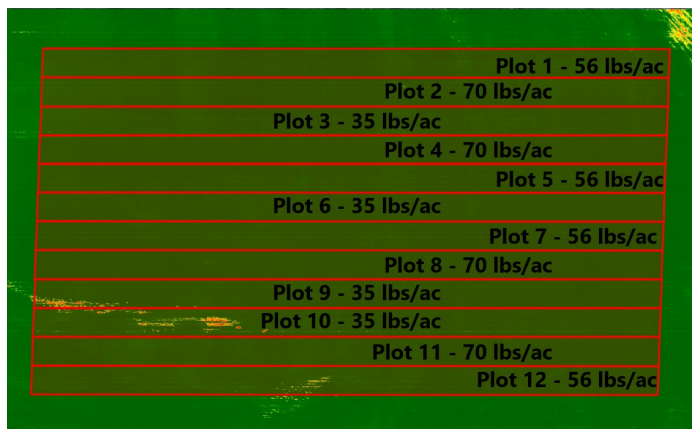 Plot 1 - 56 lbs/ac
Plot 2 - 70 lbs/ac
Plot 3 - 35 lbs/ac
Plot 4 - 70 lbs/ac
Plot 5 - 56 lbs/ac
Plot 6 - 35 lbs/ac
Plot 7 - 56 lbs/ac
Plot 8 - 70 lbs/ac
Plot 9 - 35 lbs/ac
Plot 10 - 35 lbs/ac
Plot 11 - 70 lbs/ac
Plot 12 - 56 lbs/ac